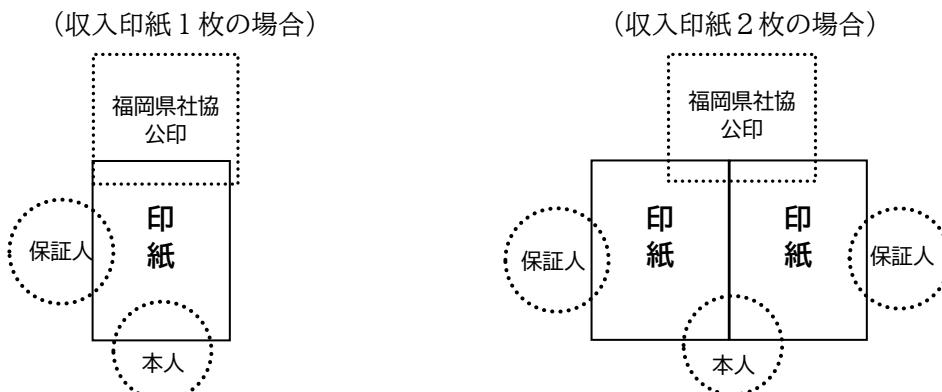 （収入印紙１枚の場合）
福岡県社協
公印
印
紙
保証人
本人
（収入印紙２枚の場合）
福岡県社協
公印
印
紙
印
紙
保証人
保証人
本人